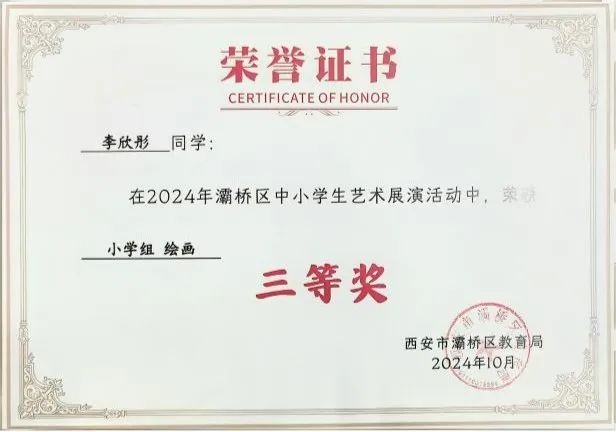 荣誉证书
CERTIFICATE OF HONOR
李欣彤 同学:
在2024年灞桥区中小学生艺术展演活动中,荣获
小学组 绘画
三等奖
西安市灞桥区教育局
2024年10月